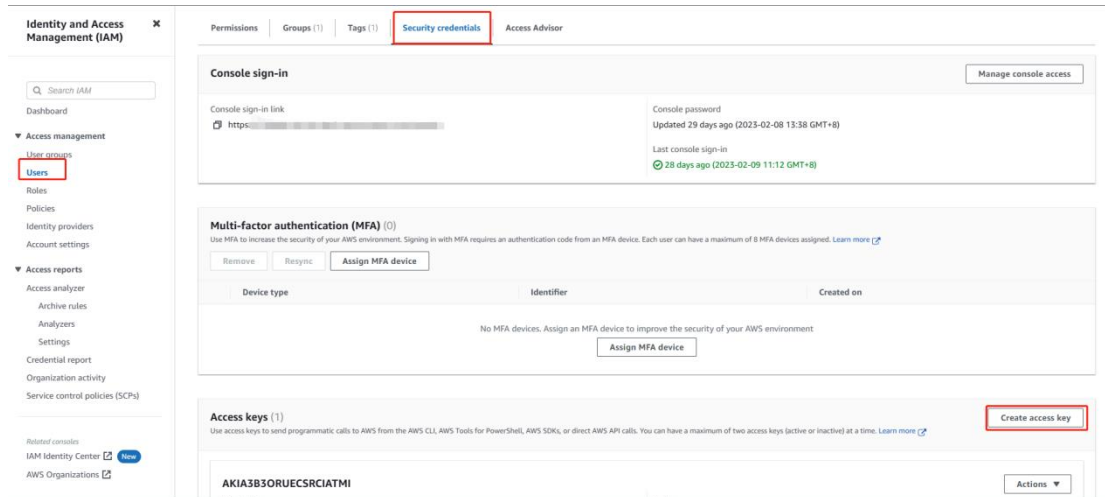 Identity and Access
Management (IAM)
Search IAM
Dashboard
Access management
User groups
Users
Roles
Policies
Identity providers
Account settings
Access reports
Access analyzer
Archive rules
Analyzers
Settings
Credential report
Organization activity
Service control policies (SCPs)
Related consoles
IAM Identity Center New
AWS Organizations
Permissions Groups (1) Tags (1) Security credentials Access Advisor
Console sign-in
Manage console access
Console sign-in link
https
Console password
Updated 29 days ago (2023-02-08 13:38 GMT+8)
Last console sign-in
28 days ago (2023-02-09 11:12 GMT+8)
Multi-factor authentication (MFA) (0)
Use MFA to increase the security of your AWS environment. Signing in with MFA requires an authentication code from an MFA device. Each user can have a maximum of 8 MFA devices assigned. Learn more
Remove Resync Assign MFA device
Device type Identifier Created on
No MFA devices. Assign an MFA device to improve the security of your AWS environment
Assign MFA device
Access keys (1)
Create access key
Use access keys to send programmatic calls to AWS from the AWS CLI, AWS Tools for PowerShell, AWS SDKs, or direct AWS API calls. You can have a maximum of two access keys (active or inactive) at a time. Learn more
AKIA3B3ORUECSRCIATMI
Actions